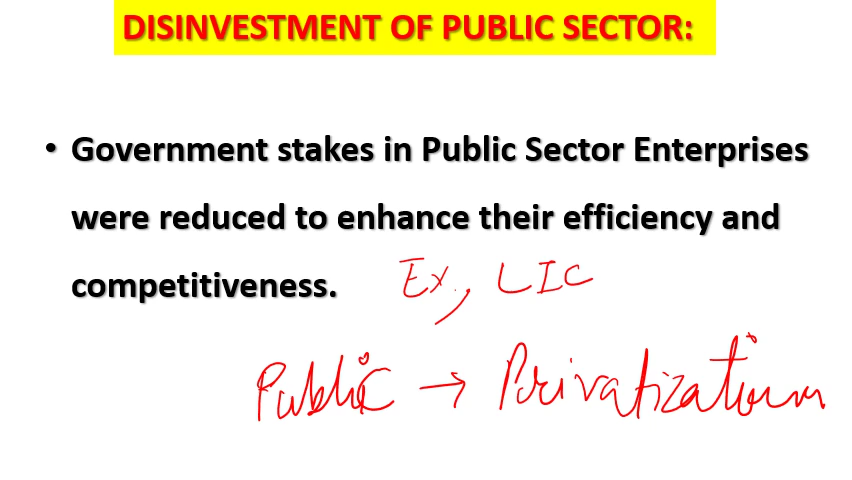 DISINVESTMENT OF PUBLIC SECTOR:
• Government stakes in Public Sector Enterprises
were reduced to enhance their efficiency and
competitiveness. Ex, LIC
Public → Privatization